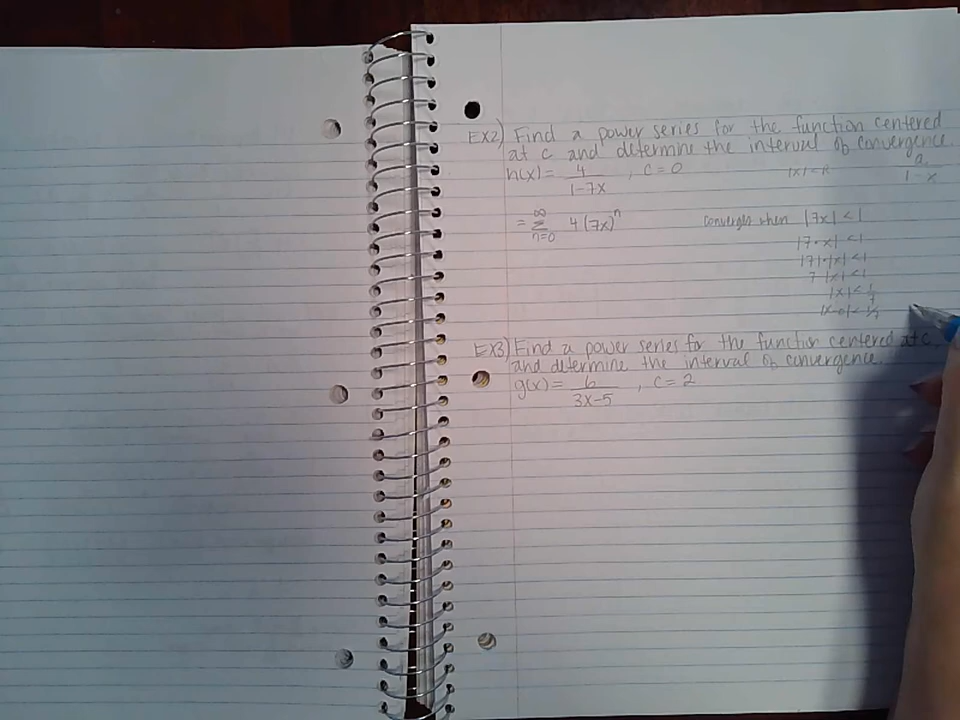 EX2) Find a power series for the function centered
at c and determine the interval of convergence.
h(x) = 4/(1-7x) , c = 0
|x| = R
a/(1-x)
= ∑_{n=0}^{∞} 4(7x)^n
converges when |7x| < 1
|7·x| < 1
|7|·|x| < 1
7·|x| < 1
|x| < 1/7
|x-0| < 1/7
EX3) Find a power series for the function centered at c
and determine the interval of convergence.
g(x) = 6/(3x-5) , c = 2